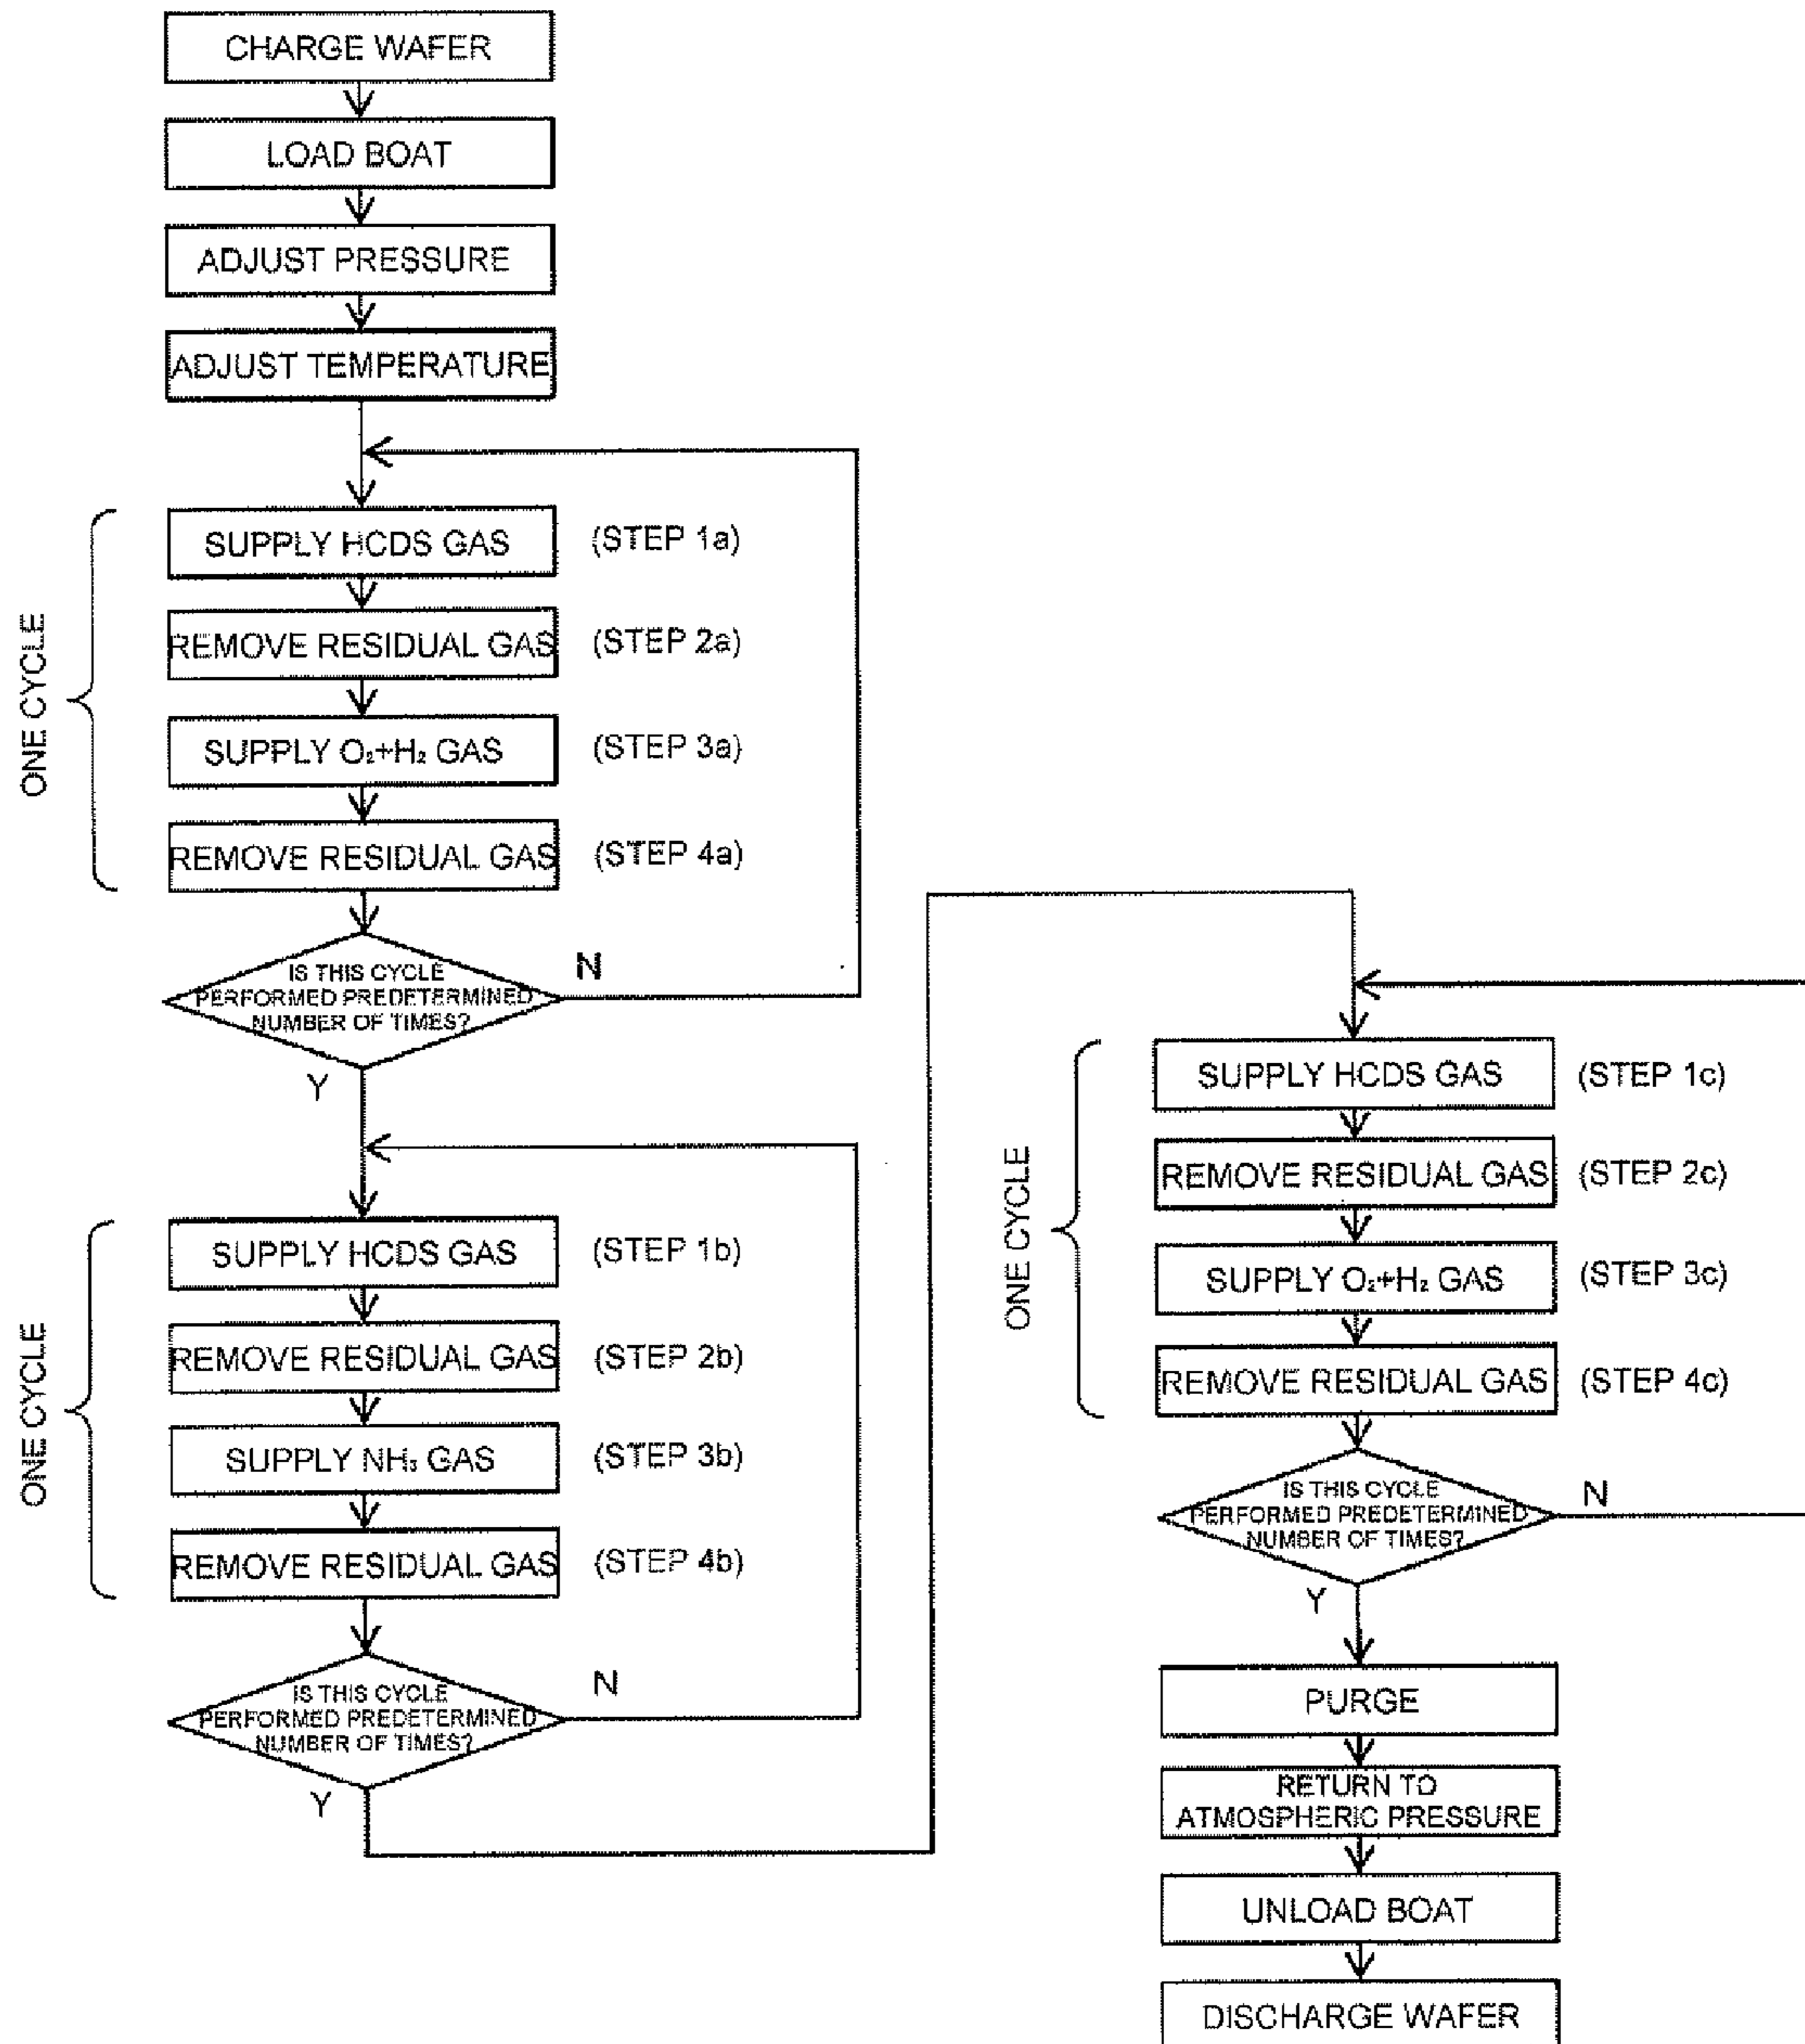 CHARGE WAFER
LOAD BOAT
ADJUST PRESSURE
ADJUST TEMPERATURE
ONE CYCLE
SUPPLY HCDS GAS (STEP 1a)
REMOVE RESIDUAL GAS (STEP 2a)
SUPPLY O₂+H₂ GAS (STEP 3a)
REMOVE RESIDUAL GAS (STEP 4a)
IS THIS CYCLE
PERFORMED PREDETERMINED
NUMBER OF TIMES?
N
Y
ONE CYCLE
SUPPLY HCDS GAS (STEP 1b)
REMOVE RESIDUAL GAS (STEP 2b)
SUPPLY NH₃ GAS (STEP 3b)
REMOVE RESIDUAL GAS (STEP 4b)
IS THIS CYCLE
PERFORMED PREDETERMINED
NUMBER OF TIMES?
N
Y
ONE CYCLE
SUPPLY HCDS GAS (STEP 1c)
REMOVE RESIDUAL GAS (STEP 2c)
SUPPLY O₂+H₂ GAS (STEP 3c)
REMOVE RESIDUAL GAS (STEP 4c)
IS THIS CYCLE
PERFORMED PREDETERMINED
NUMBER OF TIMES?
N
Y
PURGE
RETURN TO
ATMOSPHERIC PRESSURE
UNLOAD BOAT
DISCHARGE WAFER